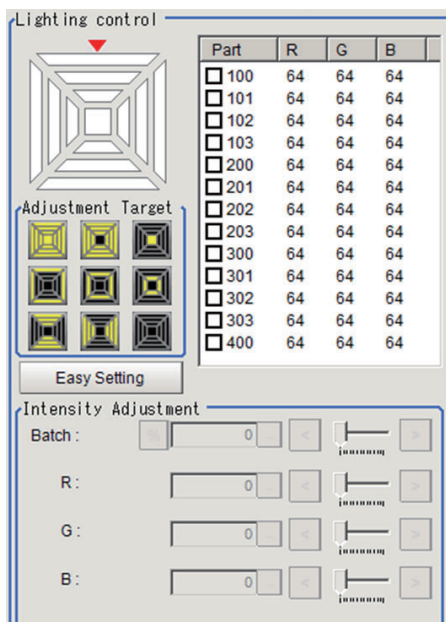 Lighting control
Part R G B
100 64 64 64
101 64 64 64
102 64 64 64
103 64 64 64
200 64 64 64
201 64 64 64
202 64 64 64
203 64 64 64
300 64 64 64
301 64 64 64
302 64 64 64
303 64 64 64
400 64 64 64
Adjustment Target
Easy Setting
Intensity Adjustment
Batch : % 0 ... < >
R : 0 ... < >
G : 0 ... < >
B : 0 ... < >